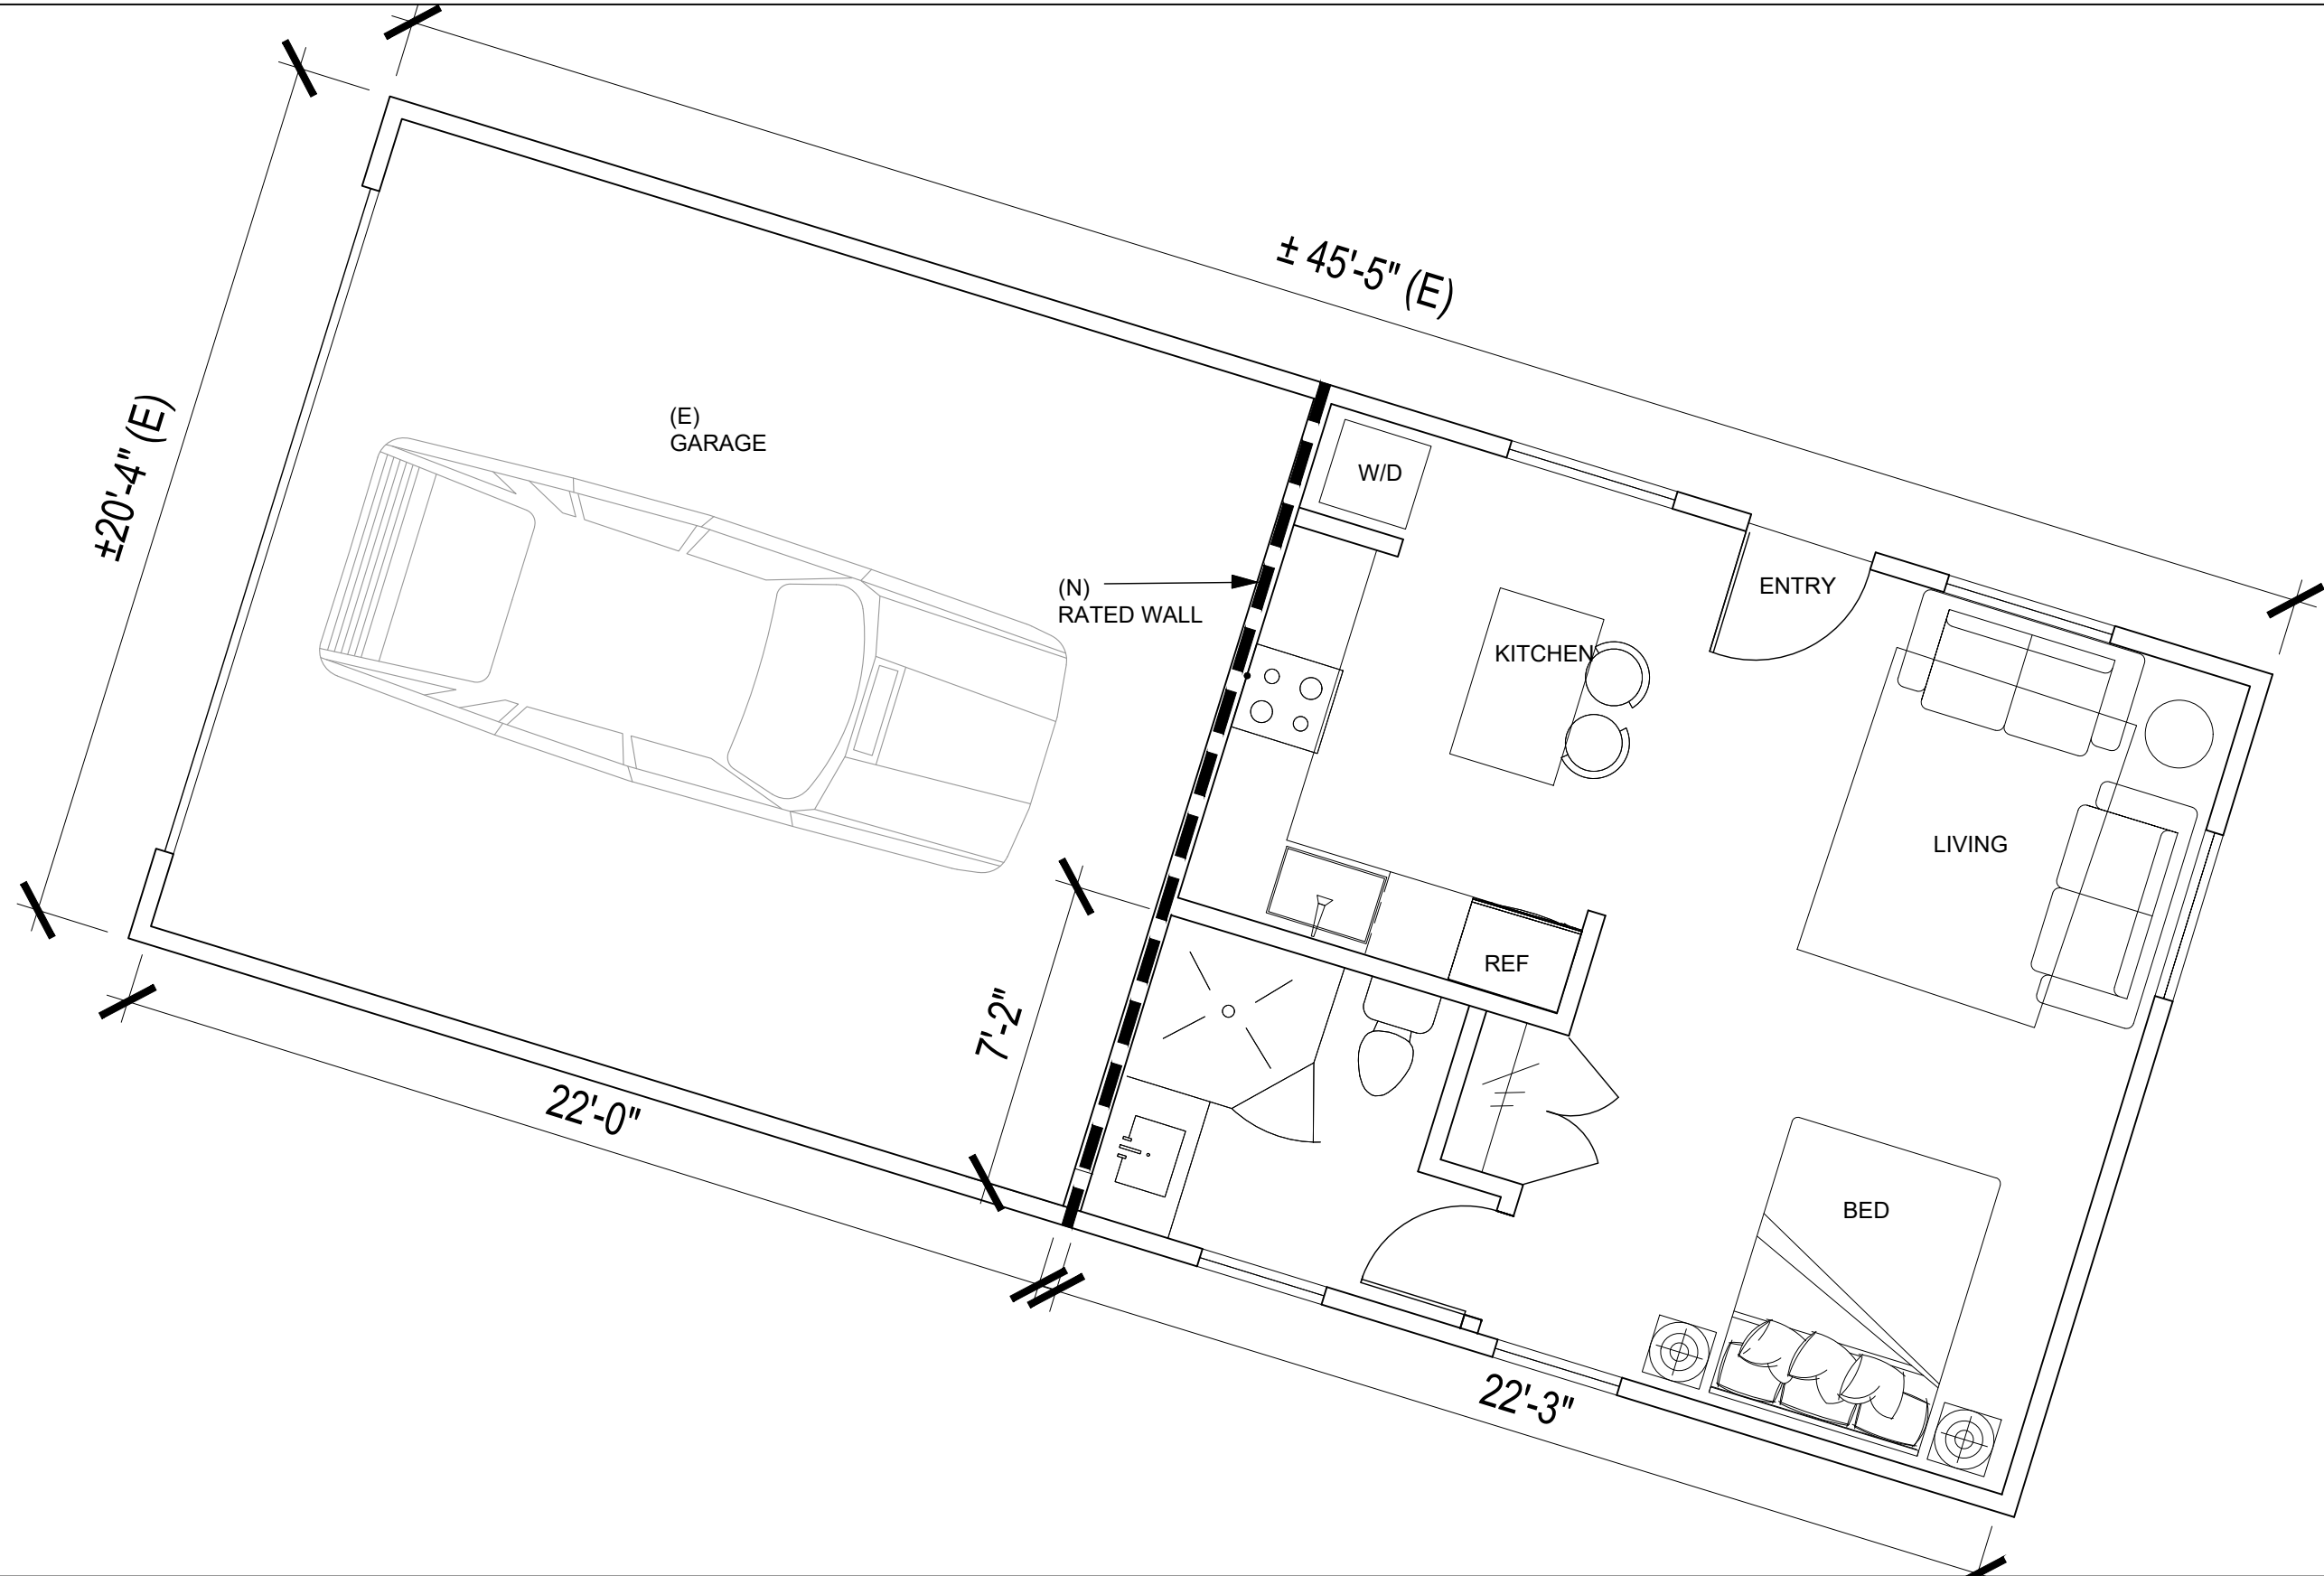 ± 45'-5" (E)
±20'-4" (E)
(E)
GARAGE
W/D
(N)
RATED WALL
ENTRY
KITCHEN
LIVING
REF
7'-2"
22'-0"
BED
22'-3"